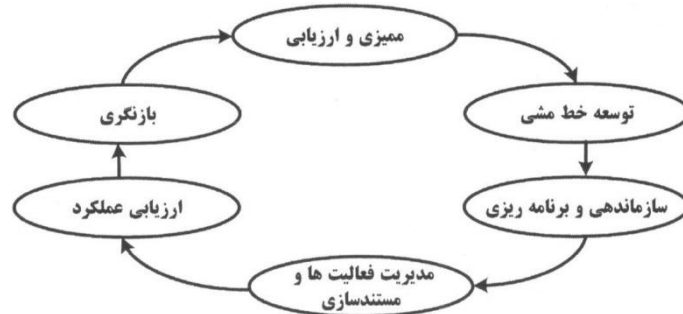 ممیزی و ارزیابی
توسعه خط مشی
سازماندهی و برنامه ریزی
مدیریت فعالیت ها و
مستندسازی
ارزیابی عملکرد
بازنگری